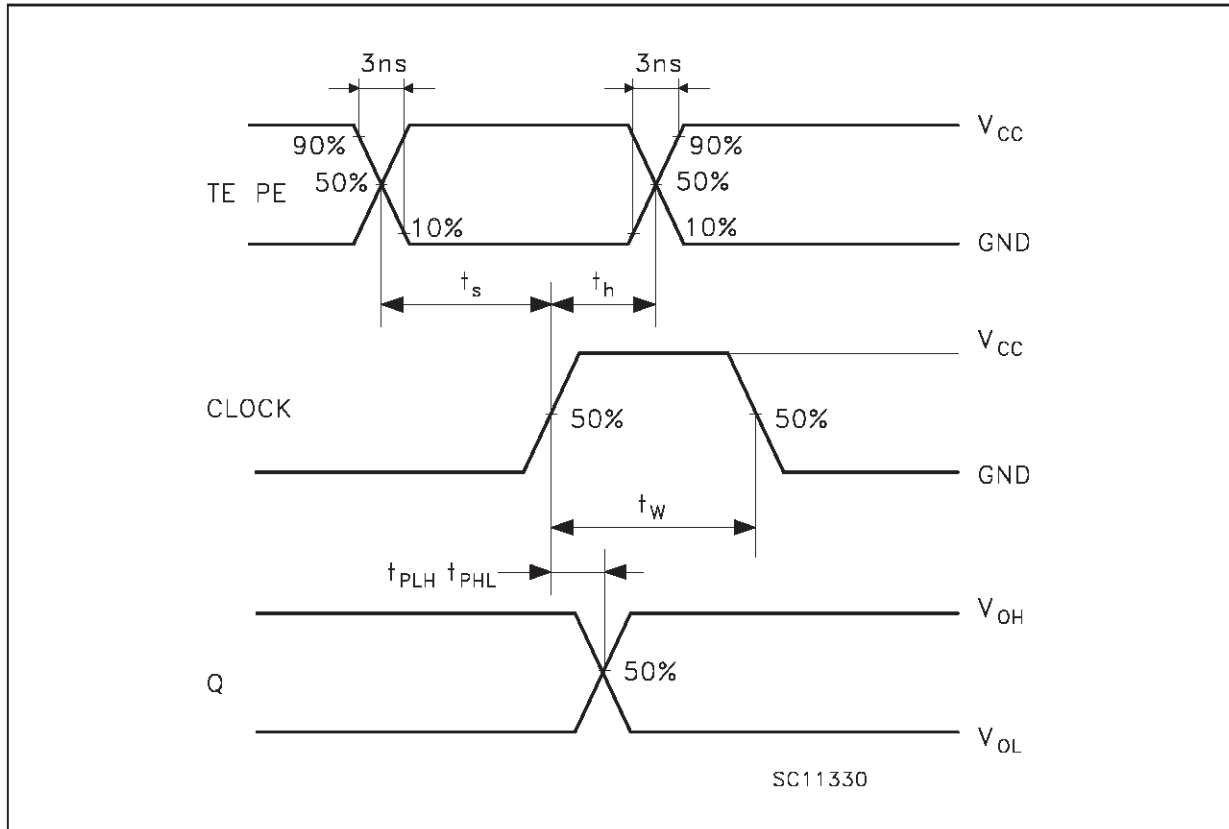 3ns 3ns
V_CC
90% 90%
TE PE 50% 50%
10% 10%
GND
t_s t_h
V_CC
CLOCK 50% 50%
GND
t_W
t_PLH t_PHL
V_OH
50%
Q
V_OL
SC11330